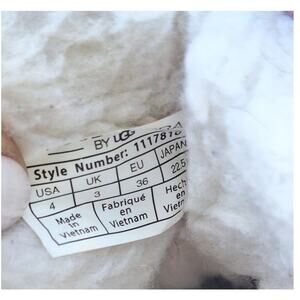 BY UGG
Style Number: 111781
USA UK EU JAPAN
4 3 36 22.5
Made in Vietnam
Fabriqué en Vietnam
Hech en Vietnam